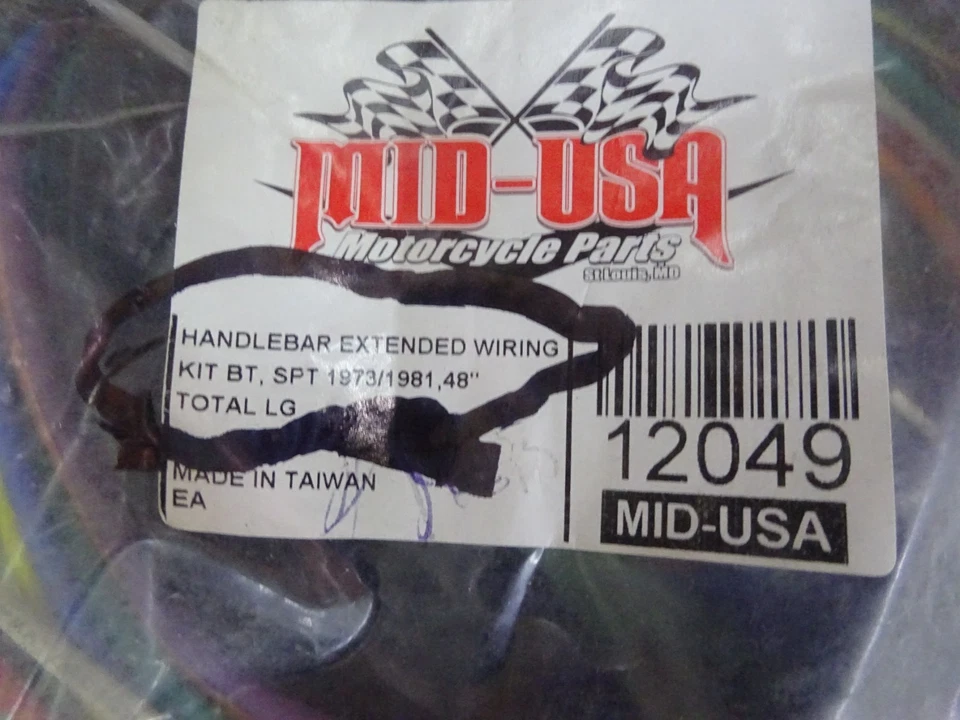 MID-USA
Motorcycle Parts
St Louis, MO
HANDLEBAR EXTENDED WIRING
KIT BT, SPT 1973/1981,48"
TOTAL LG
MADE IN TAIWAN
EA
12049
MID-USA